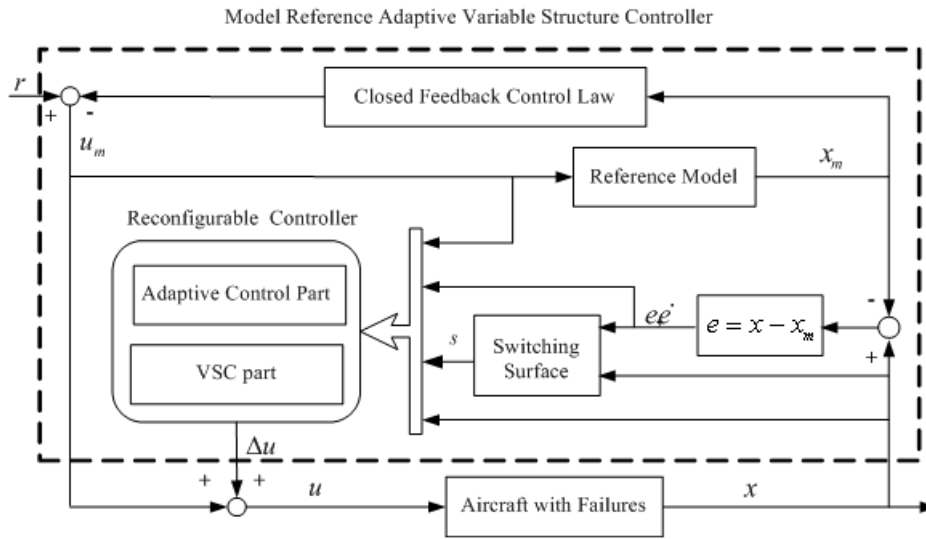 Model Reference Adaptive Variable Structure Controller
r
+
-
Closed Feedback Control Law
u_m
x_m
Reference Model
Reconfigurable Controller
Adaptive Control Part
VSC part
s
Switching
Surface
e,ė
e = x − x_m
-
+
Δu
+
+
u
Aircraft with Failures
x